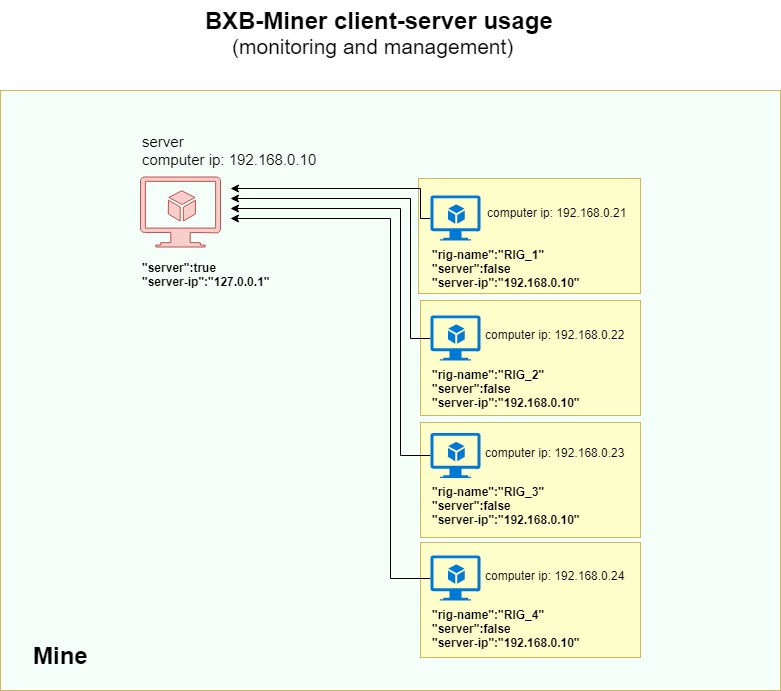 BXB-Miner client-server usage
(monitoring and management)
server
computer ip: 192.168.0.10
"server":true
"server-ip":"127.0.0.1"
computer ip: 192.168.0.21
"rig-name":"RIG_1"
"server":false
"server-ip":"192.168.0.10"
computer ip: 192.168.0.22
"rig-name":"RIG_2"
"server":false
"server-ip":"192.168.0.10"
computer ip: 192.168.0.23
"rig-name":"RIG_3"
"server":false
"server-ip":"192.168.0.10"
computer ip: 192.168.0.24
"rig-name":"RIG_4"
"server":false
"server-ip":"192.168.0.10"
Mine